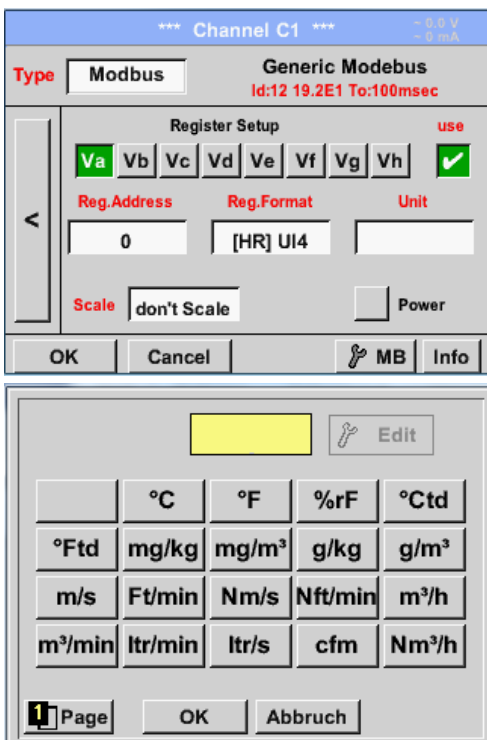 *** Channel C1 ***
~ 0.0 V
~ 0 mA
Type Modbus Generic Modebus
Id:12 19.2E1 To:100msec
Register Setup use
Va Vb Vc Vd Ve Vf Vg Vh ✔
Reg.Address Reg.Format Unit
<
0 [HR] UI4
Scale don't Scale Power
OK Cancel MB Info
Edit
°C °F %rF °Ctd
°Ftd mg/kg mg/m³ g/kg g/m³
m/s Ft/min Nm/s Nft/min m³/h
m³/min ltr/min ltr/s cfm Nm³/h
1 Page OK Abbruch